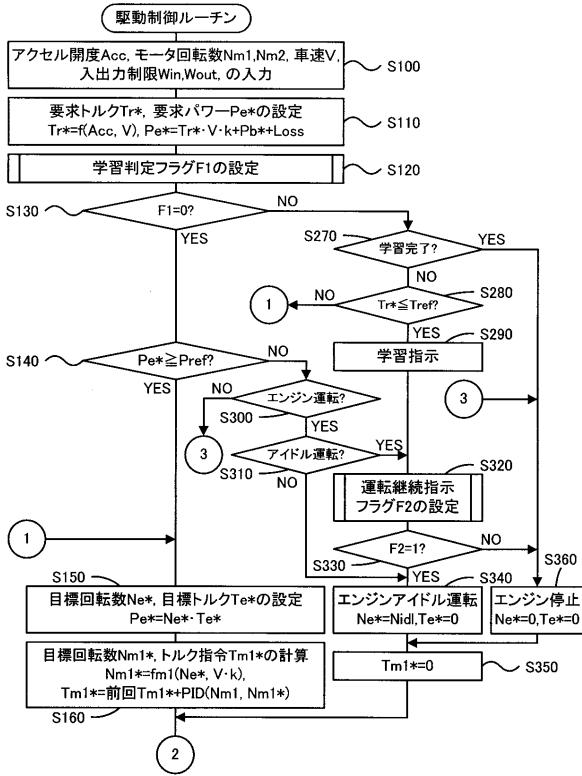 駆動制御ルーチン
アクセル開度Acc, モータ回転数Nm1,Nm2, 車速V,
入出力制限Win,Wout, の入力
S100
要求トルクTr*, 要求パワーPe*の設定
Tr*=f(Acc, V), Pe*=Tr*・V・k+Pb*+Loss
S110
学習判定フラグF1の設定
S120
S130
F1=0?
NO
YES
S270
学習完了?
YES
NO
S280
1
NO
Tr*≦Tref?
YES
S290
学習指示
S140
Pe*≧Pref?
NO
YES
NO
エンジン運転?
S300
YES
3
3
アイドル運転?
YES
S310
NO
S320
運転継続指示
フラグF2の設定
1
F2=1?
NO
S330
YES
S360
S150
目標回転数Ne*, 目標トルクTe*の設定
Pe*=Ne*・Te*
S340
エンジンアイドル運転
Ne*=Nidl,Te*=0
エンジン停止
Ne*=0,Te*=0
目標回転数Nm1*, トルク指令Tm1*の計算
Nm1*=fm1(Ne*, V・k),
Tm1*=前回Tm1*+PID(Nm1, Nm1*)
S160
Tm1*=0
S350
2